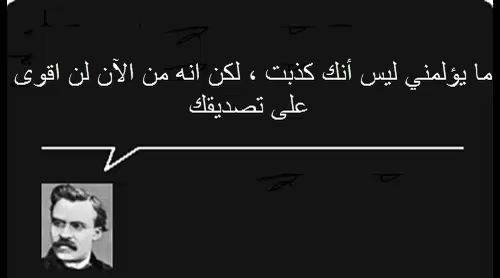 ما يؤلمني ليس أنك كذبت ، لكن انه من الآن لن اقوى
على تصديقك